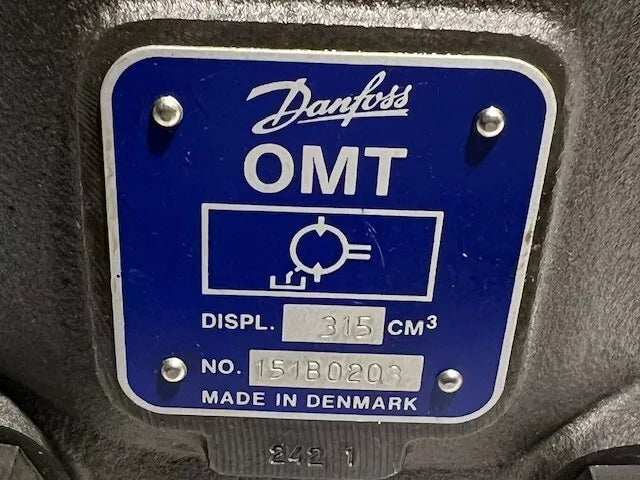 Danfoss
OMT
DISPL. 315 CM³
NO. 151B0203
MADE IN DENMARK
242 1